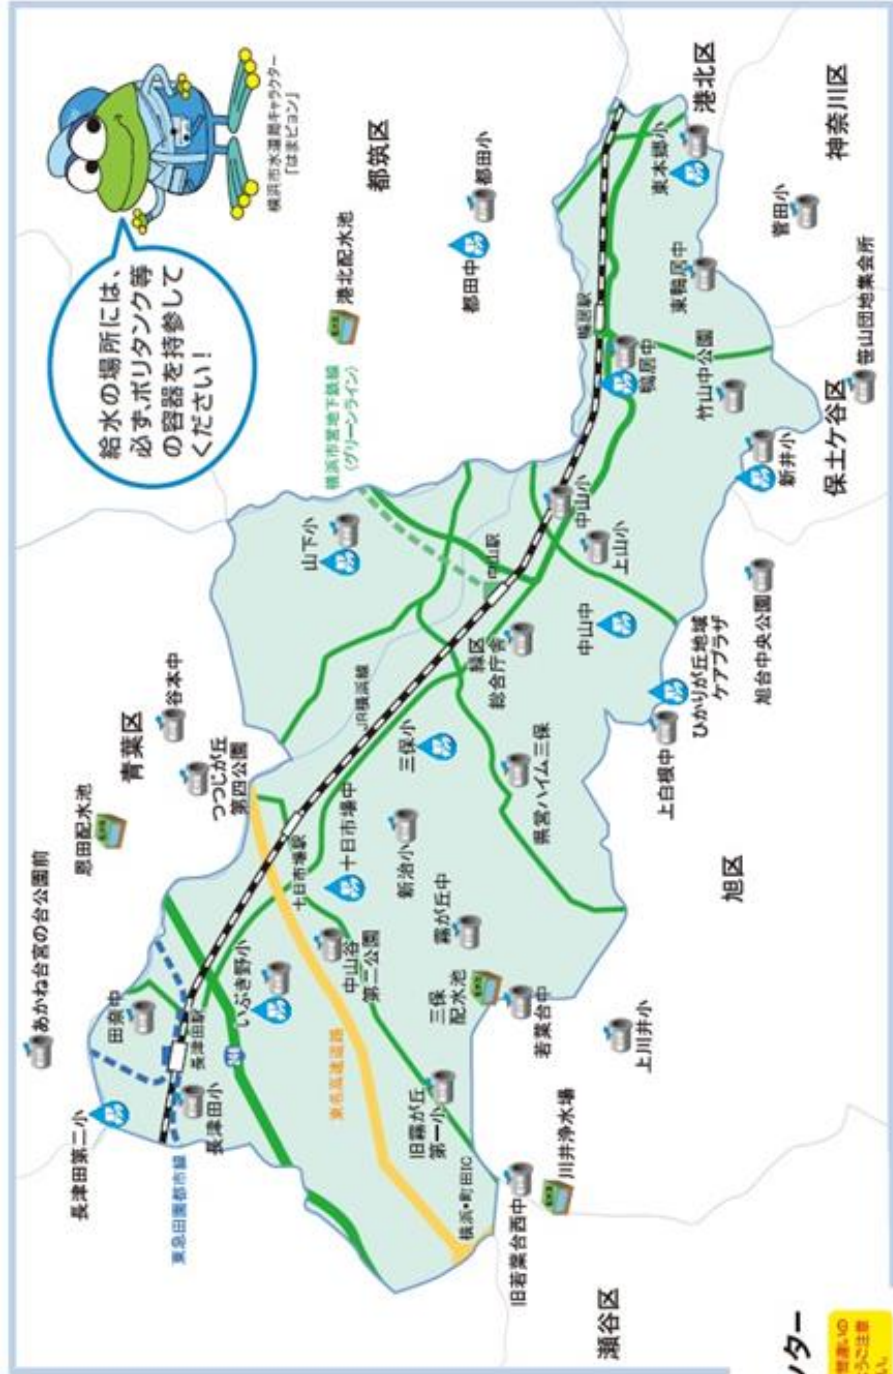 給水の場所には、
必ず、ポリタンク等
の容器を持参して
ください！
横浜市水道局キャラクター
「はまピョン」
あかね台宮の台公園前
恩田配水池
青葉区
谷本中
つつじが丘
第四公園
都筑区
港北配水池
横浜市営地下鉄線
〈グリーンライン〉
都田中
都田小
長津田第二小
田奈中
東急田園都市線
長津田駅
長津田小
246
いぶき野小
十日市場駅
中山谷
第二公園
十日市場中
東名高速道路
JR横浜線
山下小
中山駅
緑区
総合庁舎
三保小
新治小
霧が丘中
三保
配水池
県営ハイム三保
若葉台中
旧霧が丘
第一小
横浜・町田IC
旧若葉台西中
川井浄水場
上川井小
瀬谷区
旭区
中山小
上山小
中山中
ひかりが丘地域
ケアプラザ
上白根中
旭台中央公園
鴨居駅
鴨居中
東鴨居中
竹山中公園
新井小
保土ケ谷区
笹山団地集会所
東本郷小
港北区
神奈川区
菅田小
ンター
うご注意